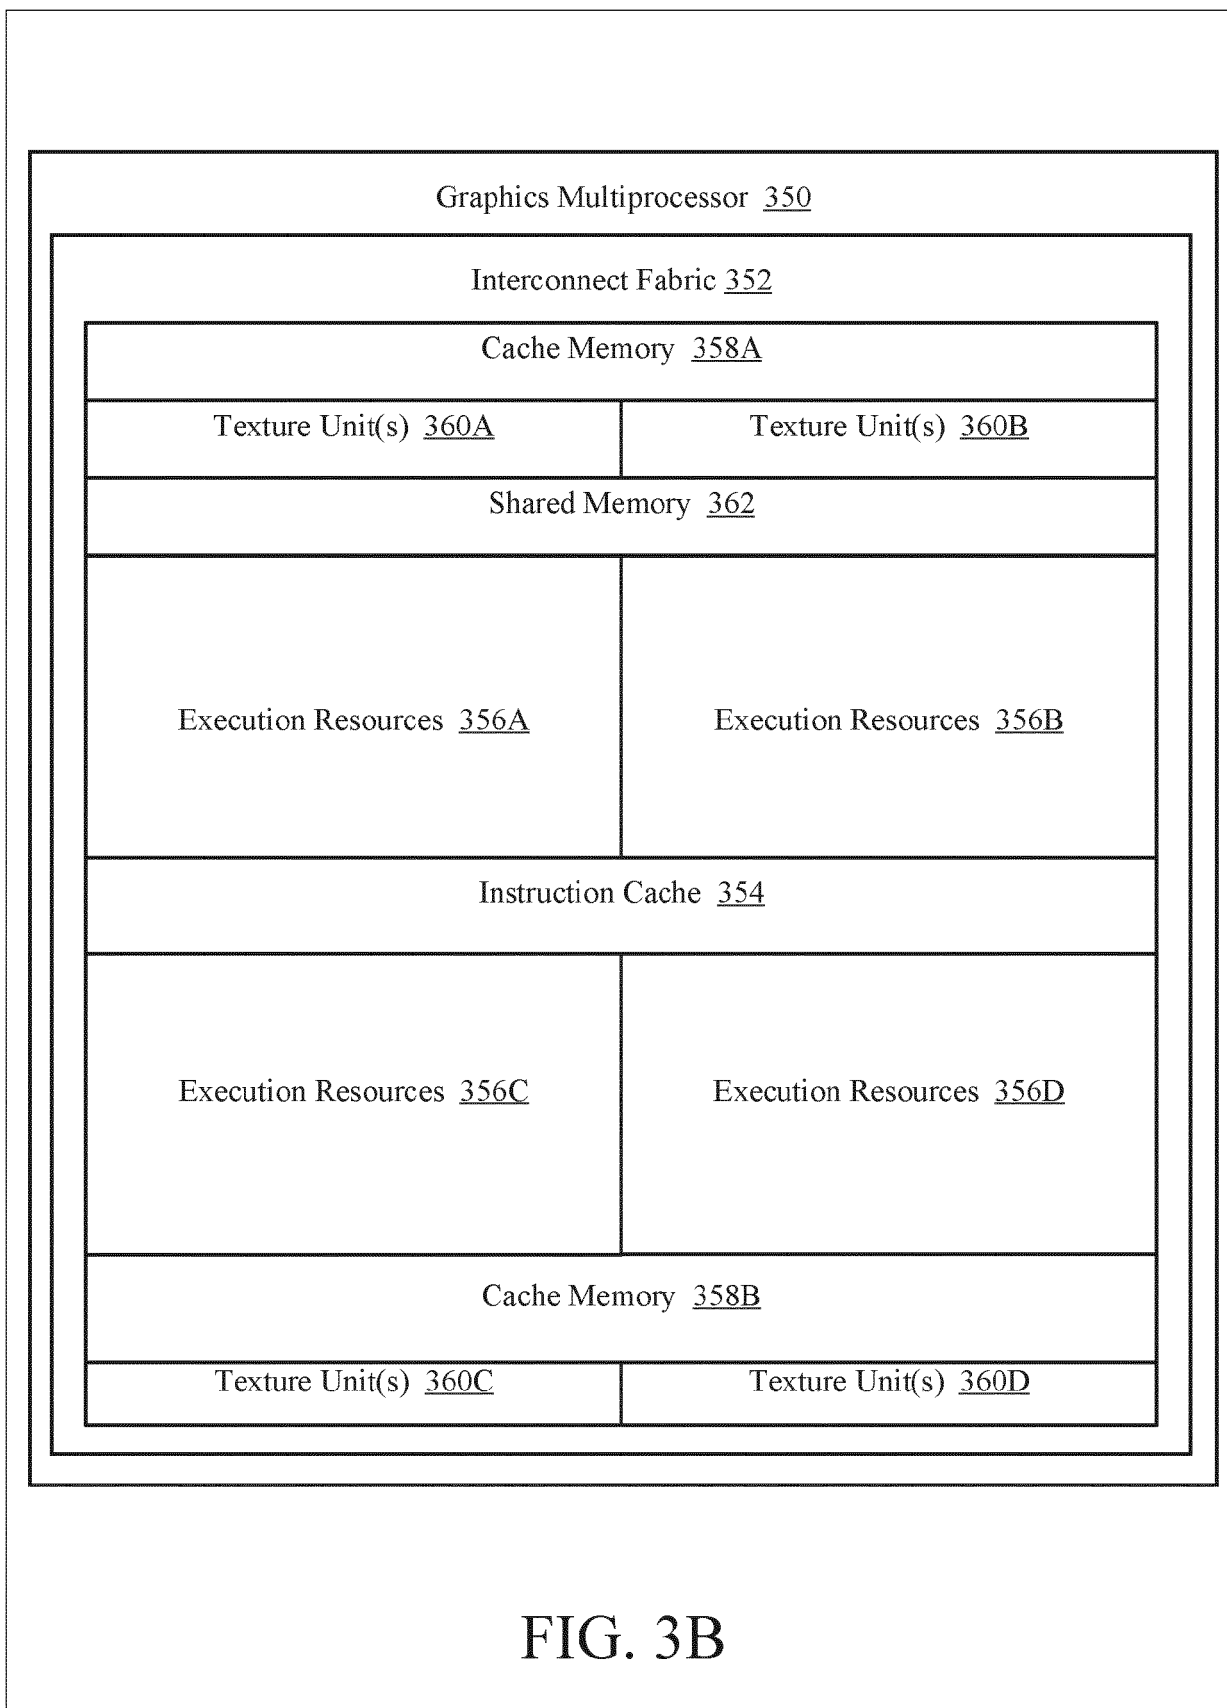 Graphics Multiprocessor 350
Interconnect Fabric 352
Cache Memory 358A
Texture Unit(s) 360A
Texture Unit(s) 360B
Shared Memory 362
Execution Resources 356A
Execution Resources 356B
Instruction Cache 354
Execution Resources 356C
Execution Resources 356D
Cache Memory 358B
Texture Unit(s) 360C
Texture Unit(s) 360D
FIG. 3B